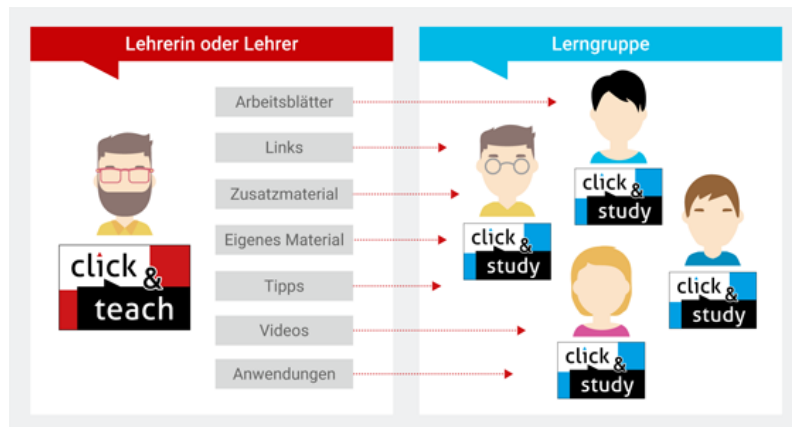 Lehrerin oder Lehrer
Lerngruppe
Arbeitsblätter
Links
Zusatzmaterial
Eigenes Material
Tipps
Videos
Anwendungen
click &
teach
click &
study
click &
study
click &
study
click &
study